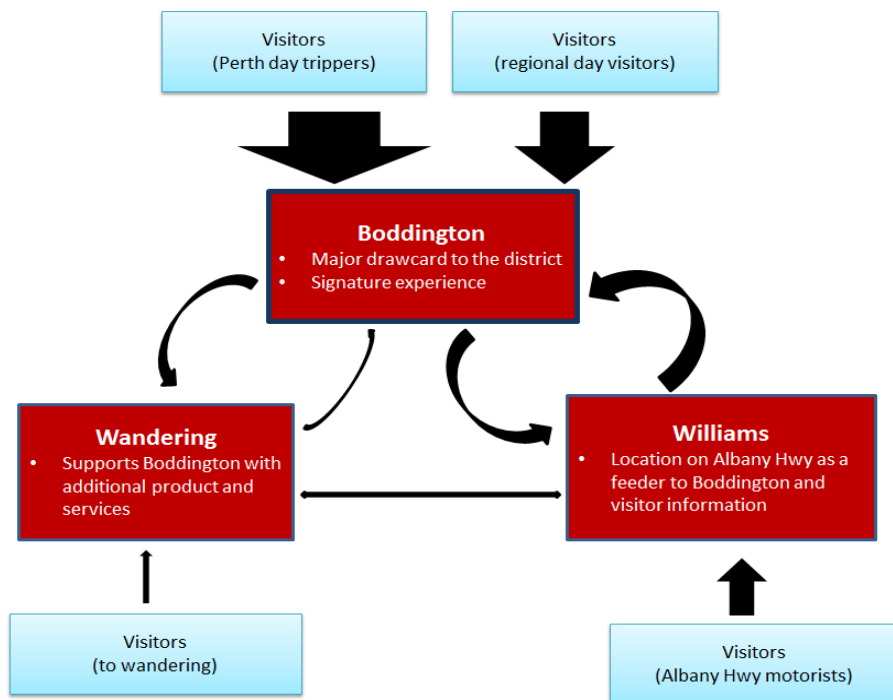 Visitors
(Perth day trippers)
Visitors
(regional day visitors)
Boddington
• Major drawcard to the district
• Signature experience
Wandering
• Supports Boddington with
additional product and
services
Williams
• Location on Albany Hwy as a
feeder to Boddington and
visitor information
Visitors
(to wandering)
Visitors
(Albany Hwy motorists)